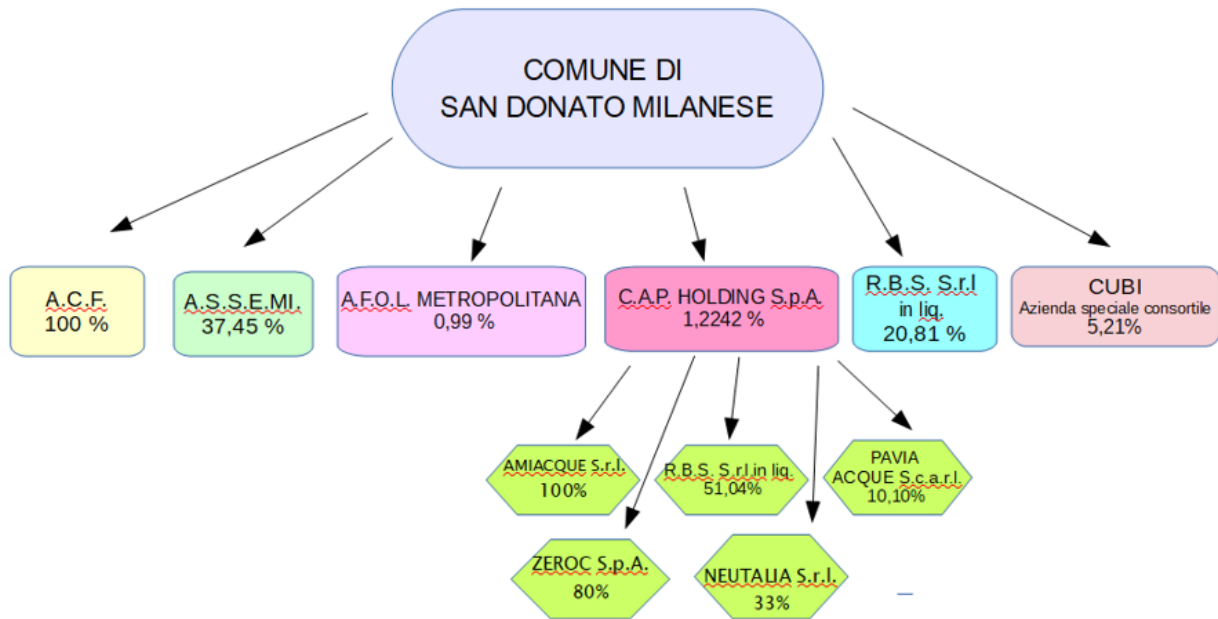 COMUNE DI
SAN DONATO MILANESE
A.C.F.
100 %
A.S.S.E.MI.
37,45 %
A.F.O.L. METROPOLITANA
0,99 %
C.A.P. HOLDING S.p.A.
1,2242 %
R.B.S. S.r.l
in liq.
20,81 %
CUBI
Azienda speciale consortile
5,21%
AMIACQUE S.r.l.
100%
R.B.S. S.r.l.in liq.
51,04%
PAVIA
ACQUE S.c.a.r.l.
10,10%
ZEROC S.p.A.
80%
NEUTALIA S.r.l.
33%